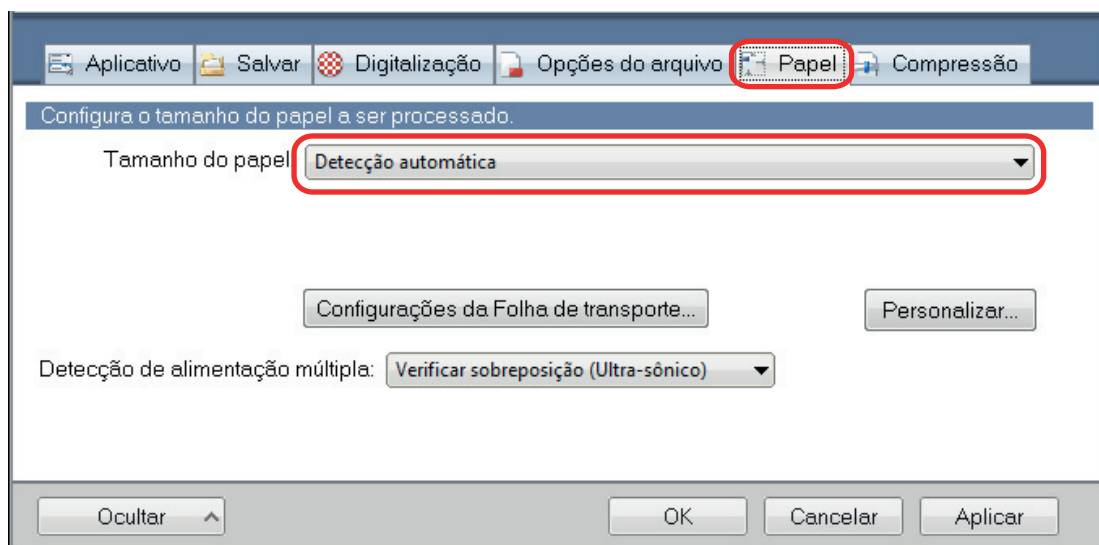 Aplicativo Salvar Digitalização Opções do arquivo Papel Compressão
Configura o tamanho do papel a ser processado.
Tamanho do papel Detecção automática
Configurações da Folha de transporte... Personalizar...
Detecção de alimentação múltipla: Verificar sobreposição (Ultra-sônico)
Ocultar OK Cancelar Aplicar